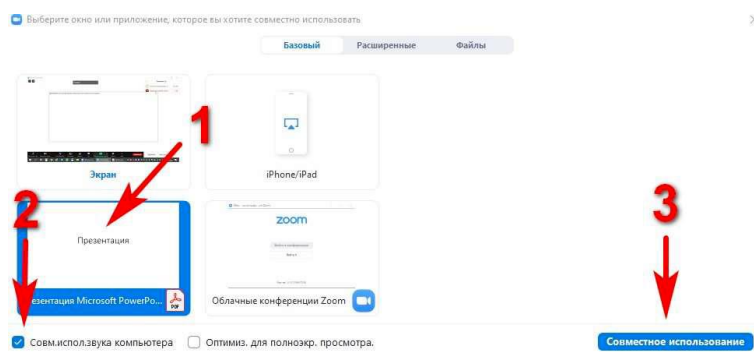 Выберите окно или приложение, которое вы хотите совместно использовать
Базовый Расширенные Файлы
1
Экран
iPhone/iPad
2
3
Презентация
zoom
PDF
Презентация Microsoft PowerPo...
Облачные конференции Zoom
Совм.испол.звука компьютера
Оптимиз. для полноэкр. просмотра.
Совместное использование